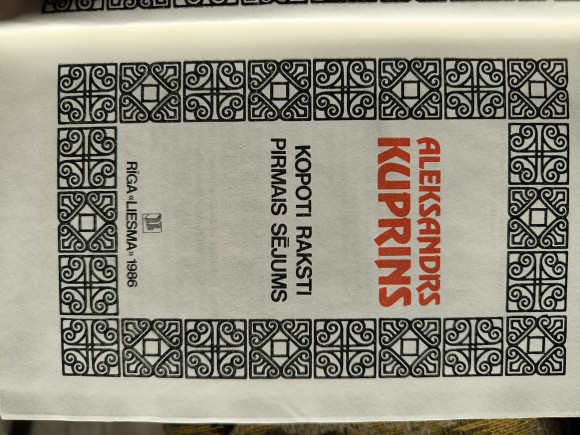 ALEKSANDRS
KUPRINS
KOPOTI RAKSTI
PIRMAIS SĒJUMS
RĪGA «LIESMA» 1986